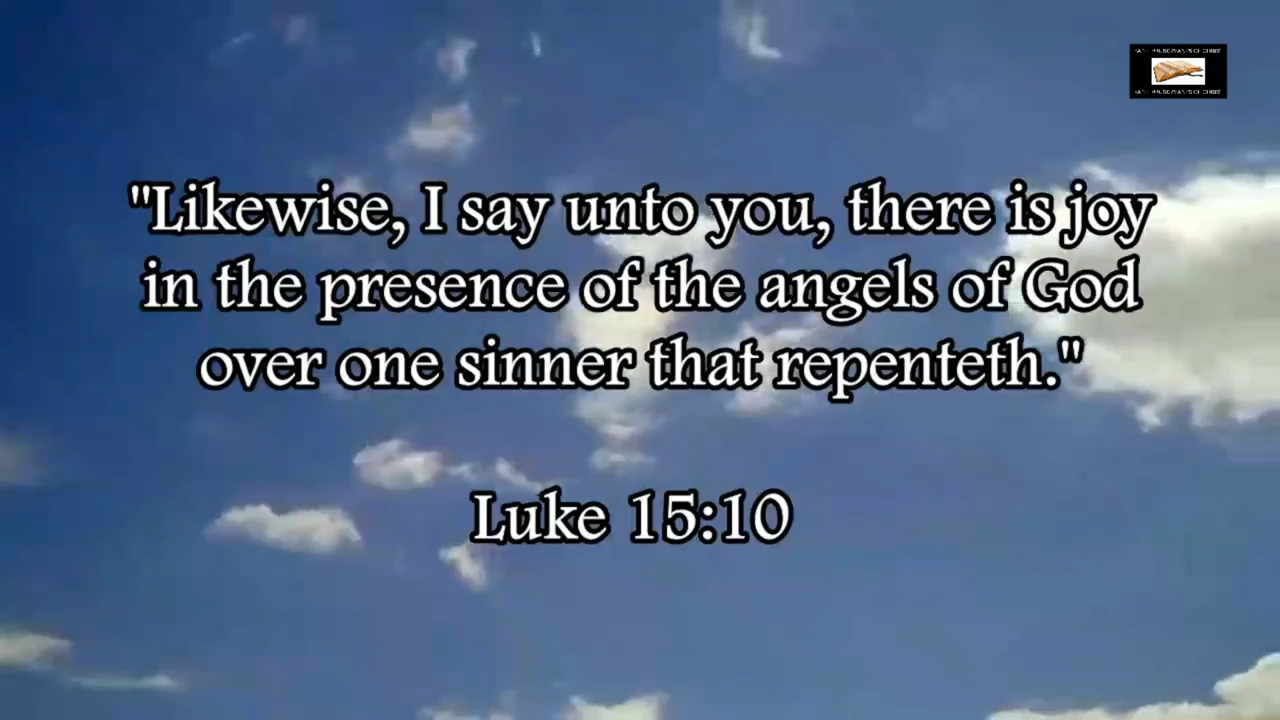 "Likewise, I say unto you, there is joy
in the presence of the angels of God
over one sinner that repenteth."
Luke 15:10